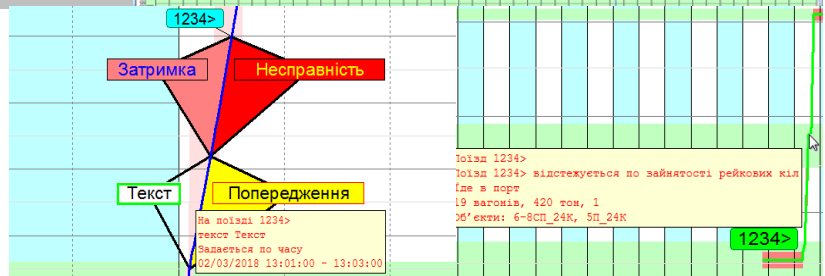 1234>
Затримка
Несправність
Текст
Попередження
На поїзді 1234>
текст Текст
Задається по часу
02/03/2018 13:01:00 - 13:03:00
Поїзд 1234>
Поїзд 1234> відстежується по зайнятості рейкових кіл
Їде в порт
19 вагонів, 420 тон, 1
Об'єкти: 6-8СП_24К, 5П_24К
1234>